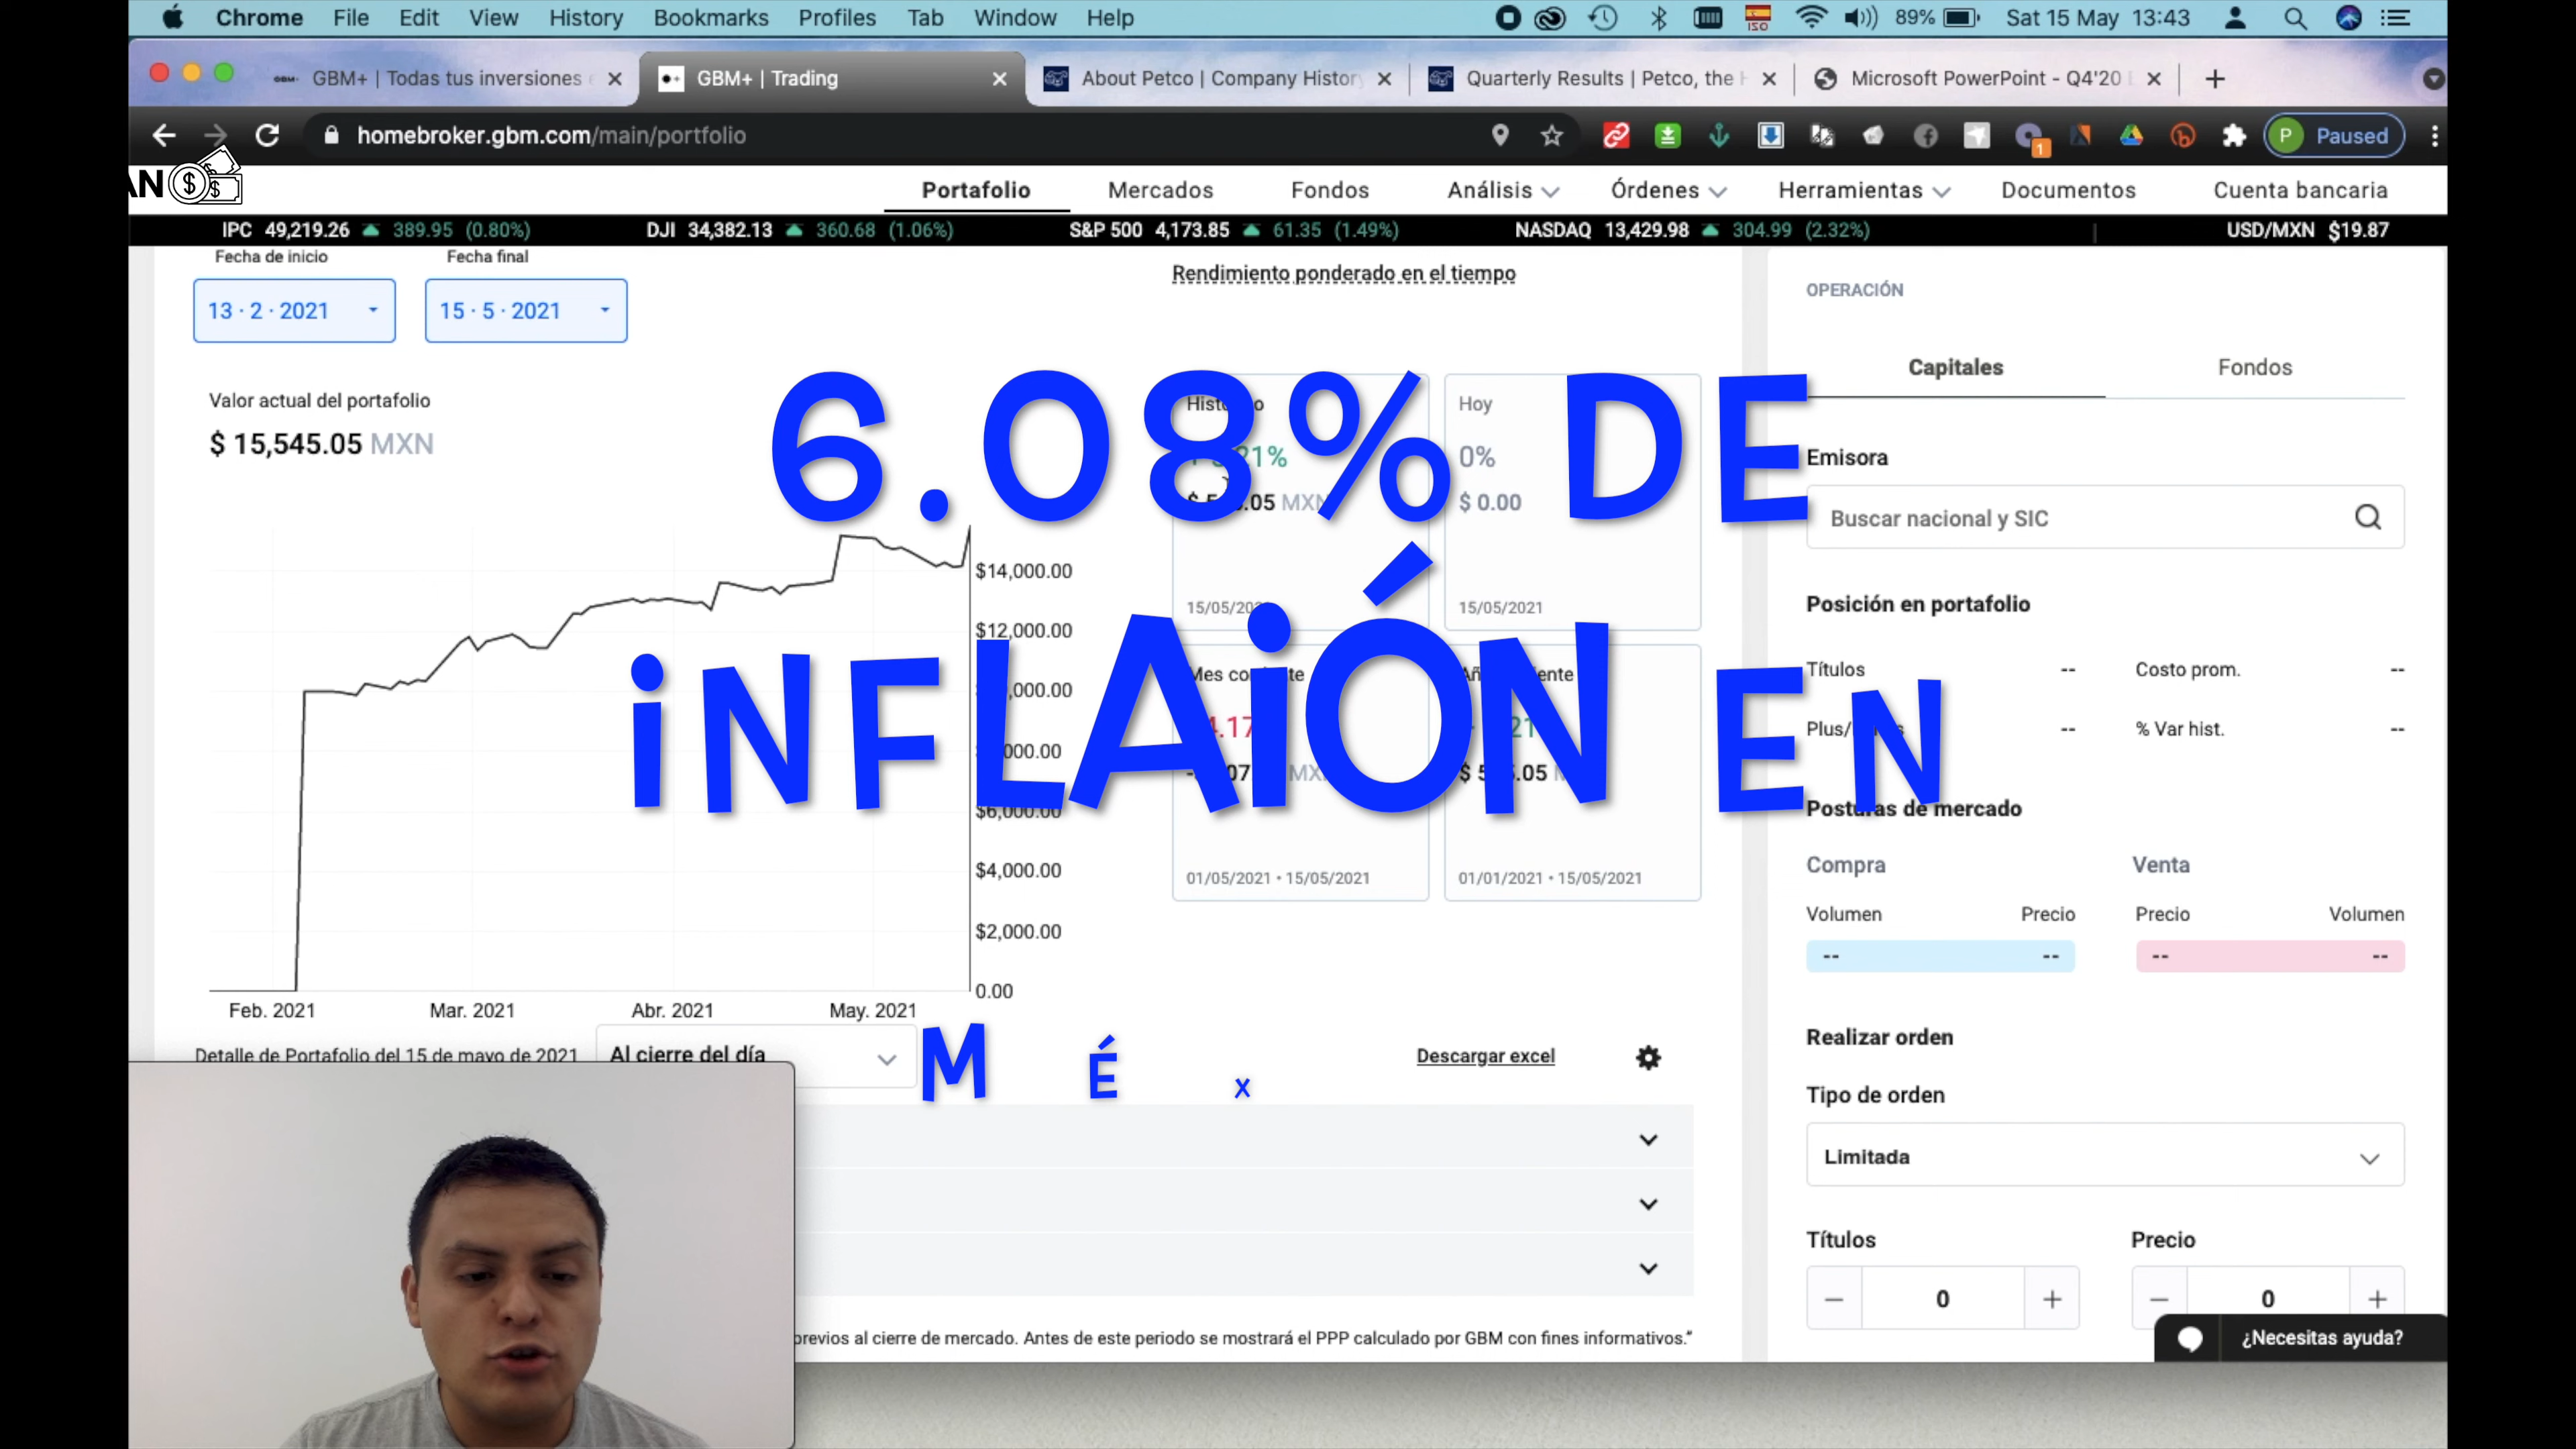 Chrome File Edit View History Bookmarks Profiles Tab Window Help
ISO 89% Sat 15 May 13:43
GBM+ | Todas tus inversiones
GBM+ | Trading
About Petco | Company History
Quarterly Results | Petco, the
Microsoft PowerPoint - Q4'20
homebroker.gbm.com/main/portfolio
1
P Paused
AN
Portafolio Mercados Fondos Análisis Órdenes Herramientas Documentos Cuenta bancaria
IPC 49,219.26 389.95 (0.80%) DJI 34,382.13 360.68 (1.06%) S&P 500 4,173.85 61.35 (1.49%) NASDAQ 13,429.98 304.99 (2.32%) USD/MXN $19.87
Fecha de inicio Fecha final
13 · 2 · 2021 15 · 5 · 2021
Rendimiento ponderado en el tiempo
Valor actual del portafolio
$ 15,545.05 MXN
6.08% DE
iNFLAiÓN EN
MÉx
Hoy
0%
$ 0.00
15/05/2021
01/05/2021 • 15/05/2021
01/01/2021 • 15/05/2021
$14,000.00
$12,000.00
$6,000.00
$4,000.00
$2,000.00
0.00
Feb. 2021 Mar. 2021 Abr. 2021 May. 2021
Detalle de Portafolio del 15 de mayo de 2021 Al cierre del día Descargar excel
previos al cierre de mercado. Antes de este periodo se mostrará el PPP calculado por GBM con fines informativos."
OPERACIÓN
Capitales Fondos
Emisora
Buscar nacional y SIC
Posición en portafolio
Títulos -- Costo prom. --
-- % Var hist. --
Posturas de mercado
Compra Venta
Volumen Precio Precio Volumen
-- -- -- --
Realizar orden
Tipo de orden
Limitada
Títulos Precio
− 0 + − 0 +
¿Necesitas ayuda?